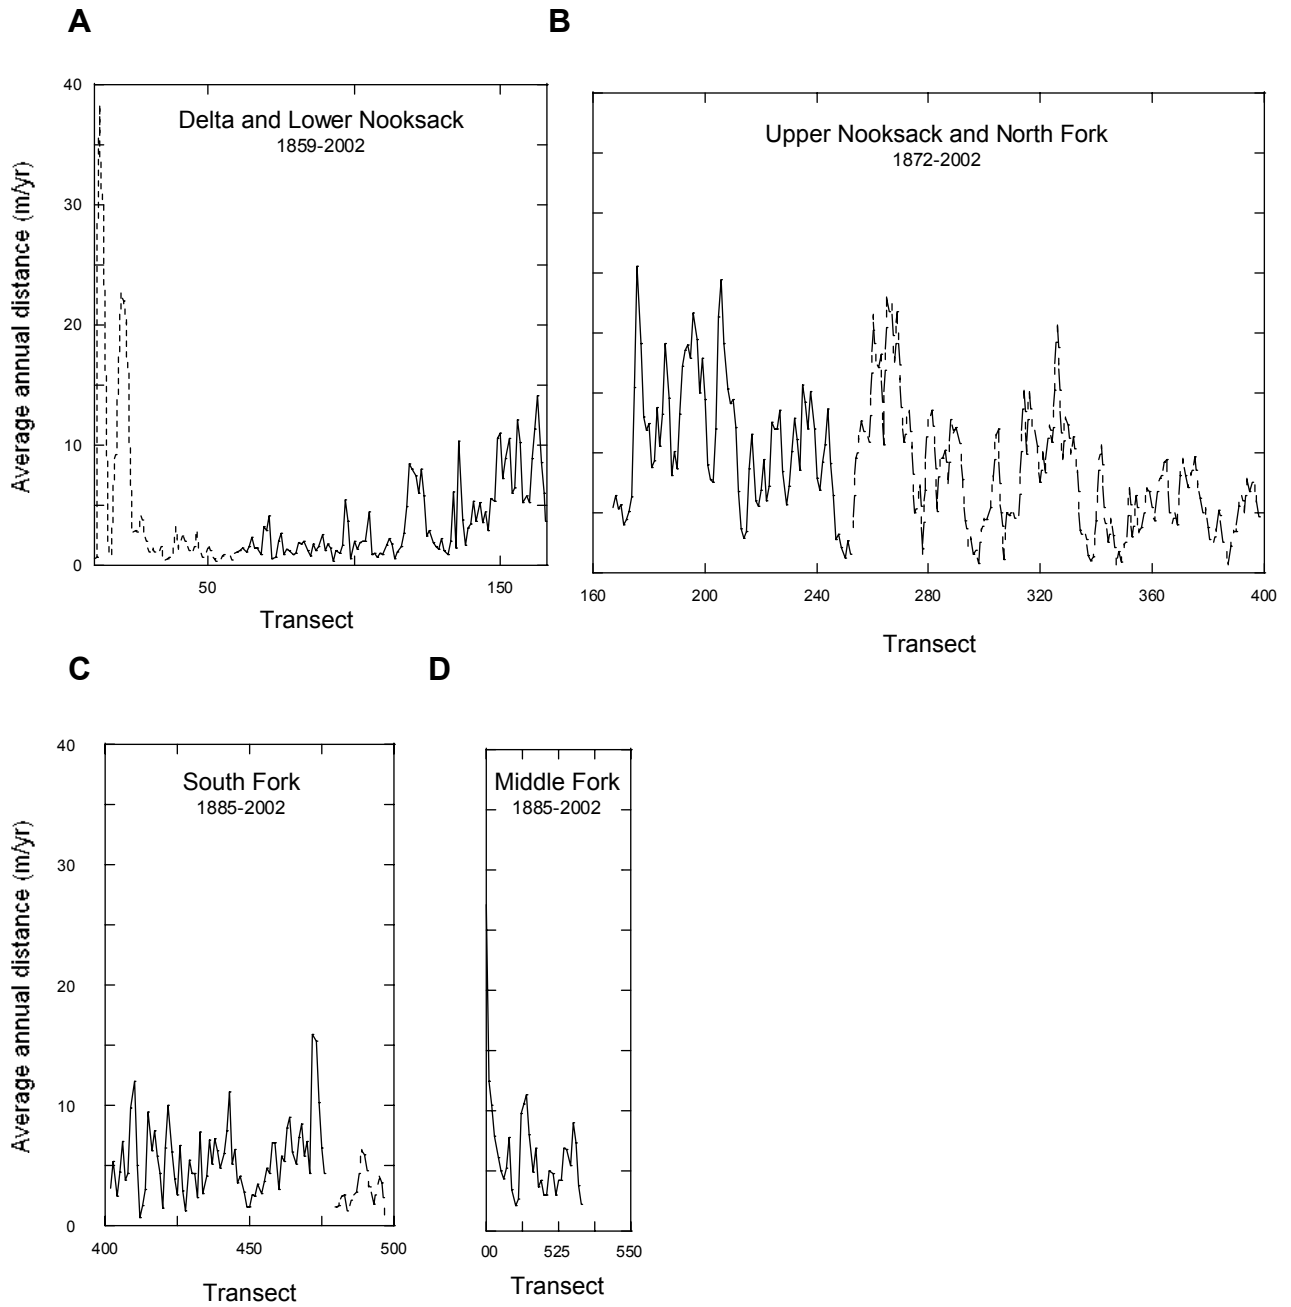 A
B
Delta and Lower Nooksack
1859-2002
Average annual distance (m/yr)
40
30
20
10
0
50
150
Transect
Upper Nooksack and North Fork
1872-2002
160
200
240
280
320
360
400
Transect
C
D
South Fork
1885-2002
Average annual distance (m/yr)
40
30
20
10
0
400
450
500
Transect
Middle Fork
1885-2002
00
525
550
Transect